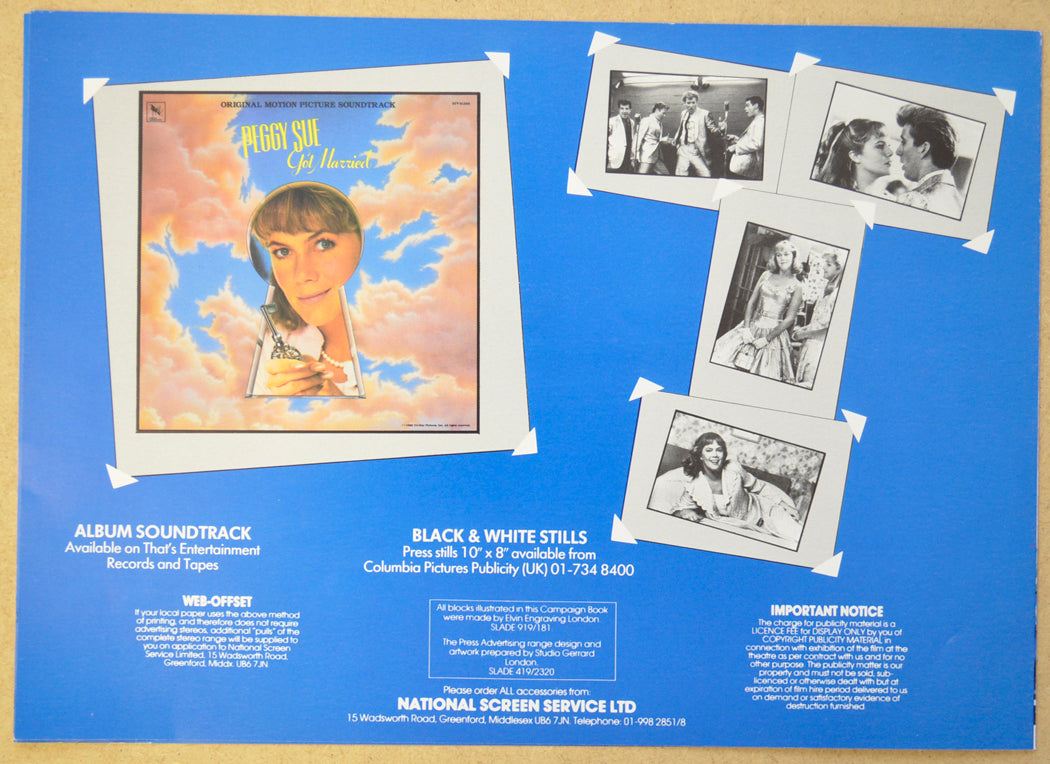 ORIGINAL MOTION PICTURE SOUNDTRACK
PEGGY SUE
Got Married
ALBUM SOUNDTRACK
Available on That's Entertainment
Records and Tapes
BLACK & WHITE STILLS
Press stills 10" x 8" available from
Columbia Pictures Publicity (UK) 01-734 8400
WEB-OFFSET
If your local paper uses the above method
of printing, and therefore does not require
advertising stereos, additional "pulls" of the
complete stereo range will be supplied to
you on application to National Screen
Service Limited, 15 Wadsworth Road,
Greenford, Middx. UB6 7JN
All blocks illustrated in this Campaign Book
were made by Elvin Engraving London.
SLADE 919/181.
The Press Advertising range design and
artwork prepared by Studio Gerrard
London.
SLADE 419/2320
Please order ALL accessories from:
NATIONAL SCREEN SERVICE LTD
15 Wadsworth Road, Greenford, Middlesex UB6 7JN. Telephone: 01-998 2851/8
IMPORTANT NOTICE
The charge for publicity material is a
LICENCE FEE for DISPLAY ONLY by you of
COPYRIGHT PUBLICITY MATERIAL in
connection with exhibition of the film at the
theatre as per contract with us and for no
other purpose. The publicity matter is our
property and must not be sold, sub-
licenced or otherwise dealt with but at
expiration of film hire period delivered to us
on demand or satisfactory evidence of
destruction furnished.